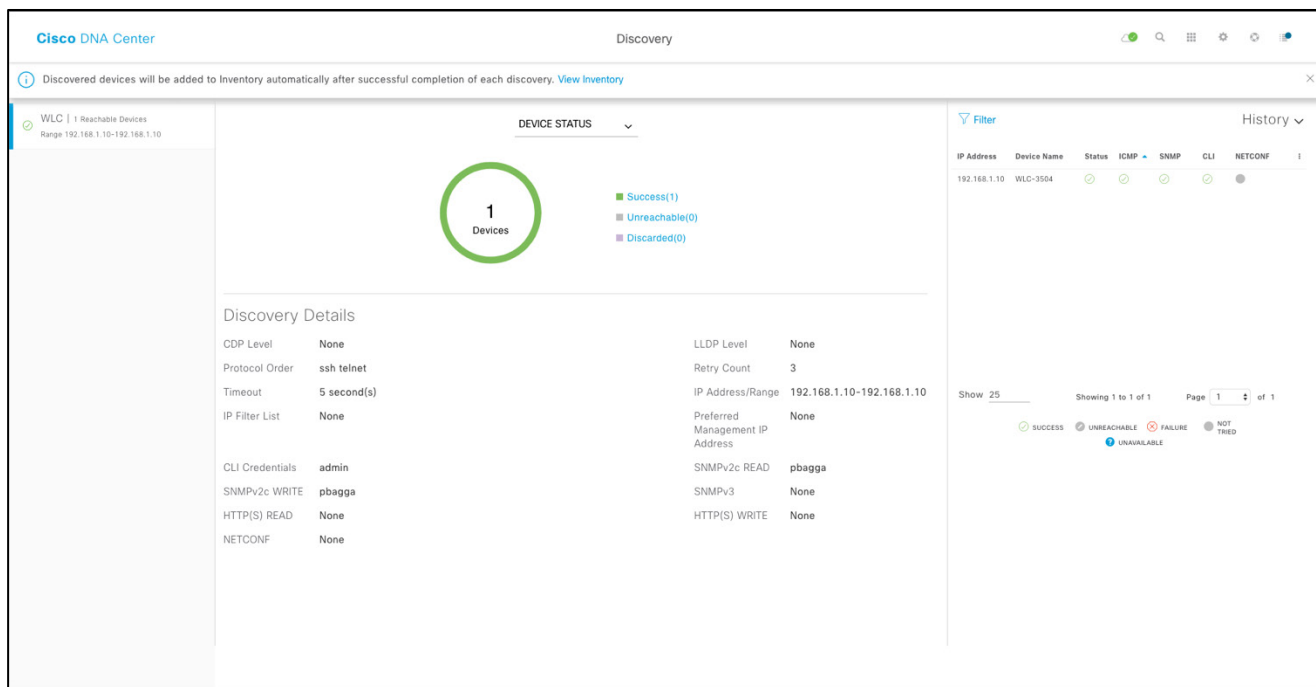 Cisco DNA Center
Discovery
Discovered devices will be added to Inventory automatically after successful completion of each discovery. View Inventory
WLC | 1 Reachable Devices
Range 192.168.1.10-192.168.1.10
DEVICE STATUS
1
Devices
Success(1)
Unreachable(0)
Discarded(0)
Discovery Details
CDP Level None LLDP Level None
Protocol Order ssh telnet Retry Count 3
Timeout 5 second(s) IP Address/Range 192.168.1.10-192.168.1.10
IP Filter List None Preferred Management IP Address None
CLI Credentials admin SNMPv2c READ pbagga
SNMPv2c WRITE pbagga SNMPv3 None
HTTP(S) READ None HTTP(S) WRITE None
NETCONF None
Filter History
IP Address Device Name Status ICMP SNMP CLI NETCONF
192.168.1.10 WLC-3504
Show 25 Showing 1 to 1 of 1 Page 1 of 1
SUCCESS UNREACHABLE FAILURE NOT TRIED
UNAVAILABLE